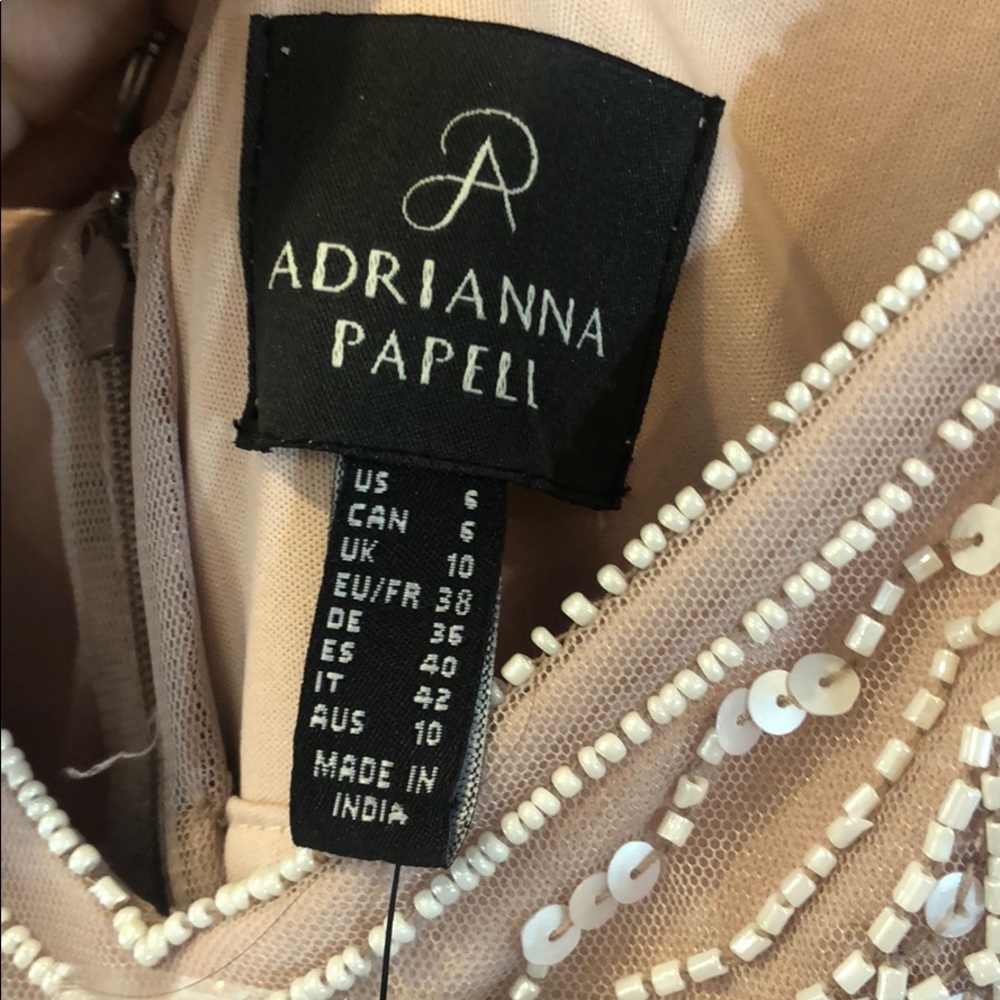 ADRIANNA
PAPELL
US 6
CAN 6
UK 10
EU/FR 38
DE 36
ES 40
IT 42
AUS 10
MADE IN
INDIA